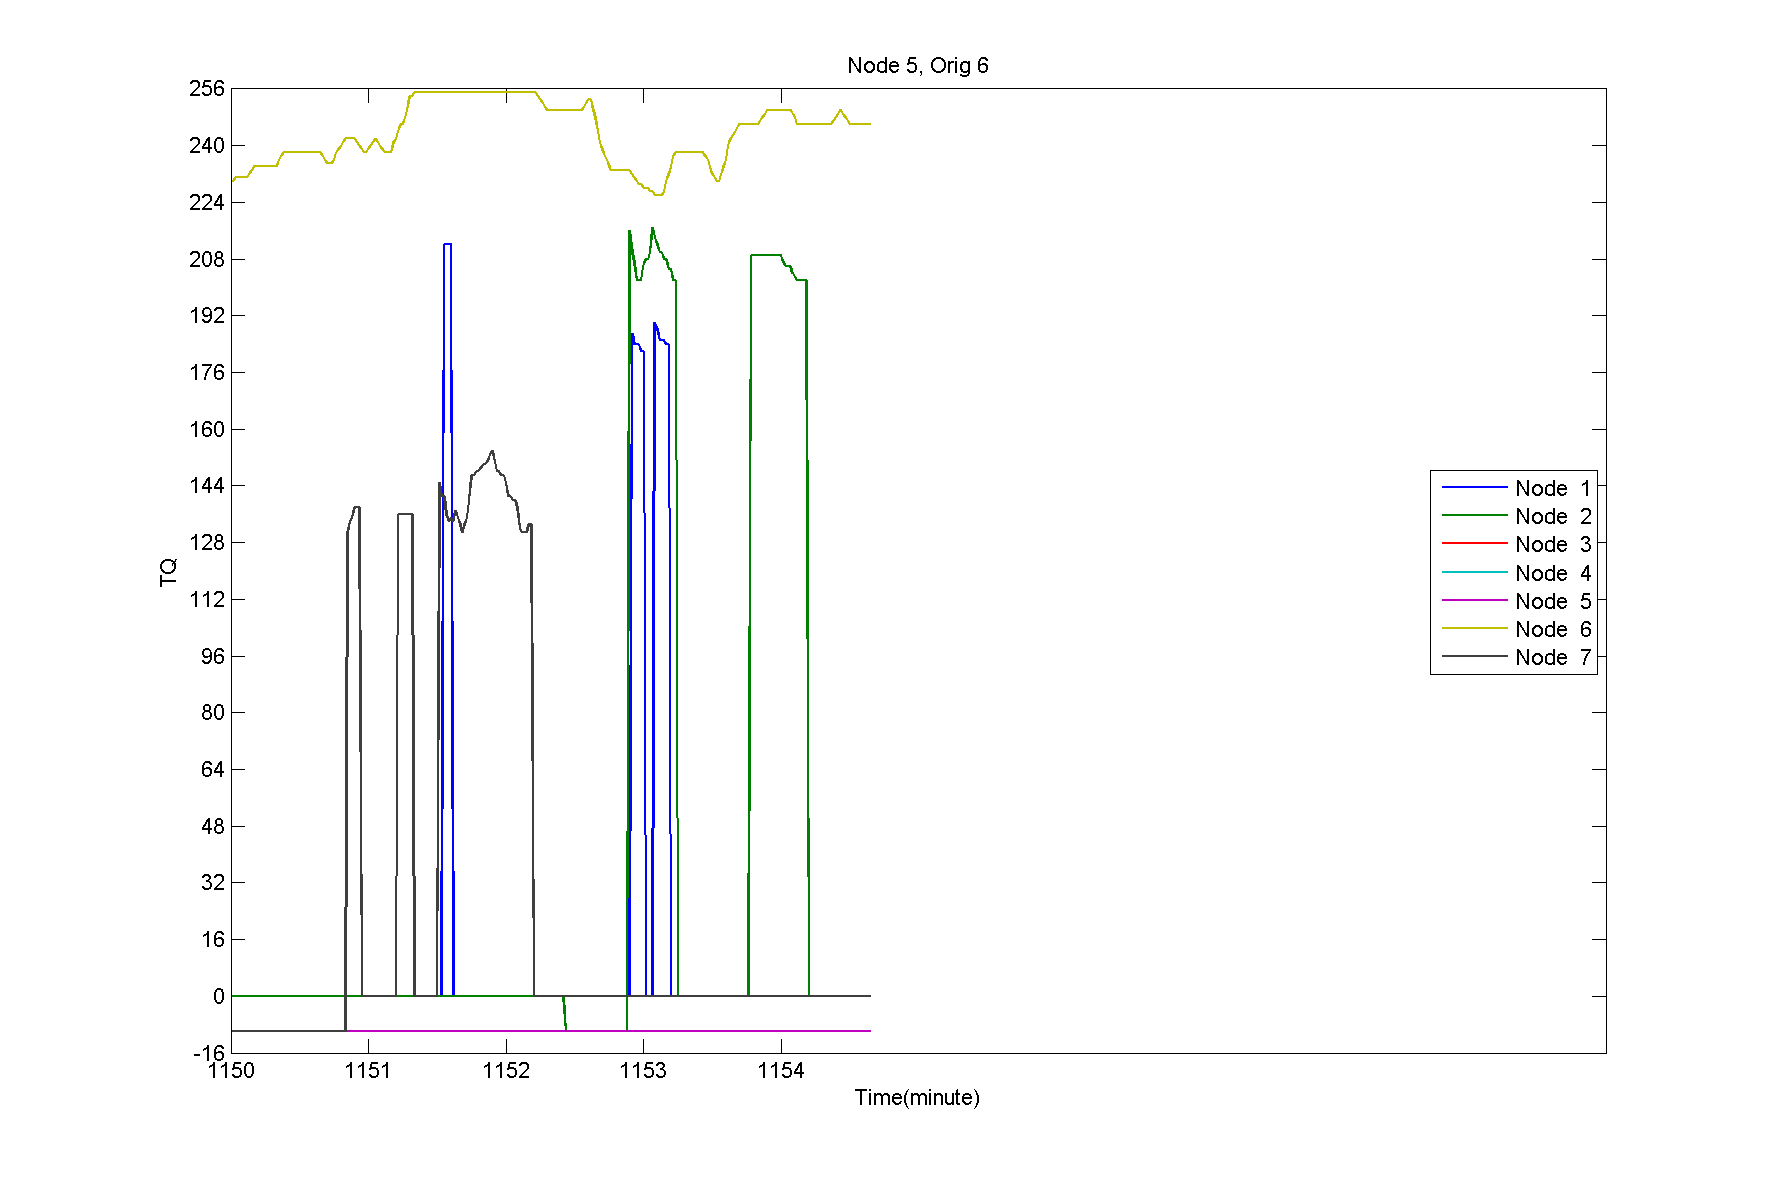 Node 5, Orig 6
256
240
224
208
192
176
160
144
128
112
96
80
64
48
32
16
0
-16
TQ
1150 1151 1152 1153 1154
Time(minute)
Node 1
Node 2
Node 3
Node 4
Node 5
Node 6
Node 7